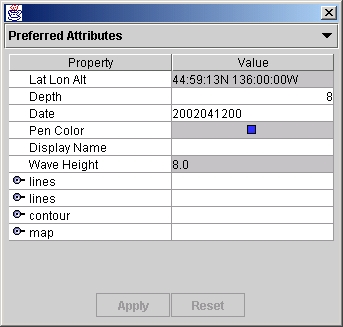 Preferred Attributes
Property Value
Lat Lon Alt 44:59:13N 136:00:00W
Depth 8
Date 2002041200
Pen Color
Display Name
Wave Height 8.0
lines
lines
contour
map
Apply Reset